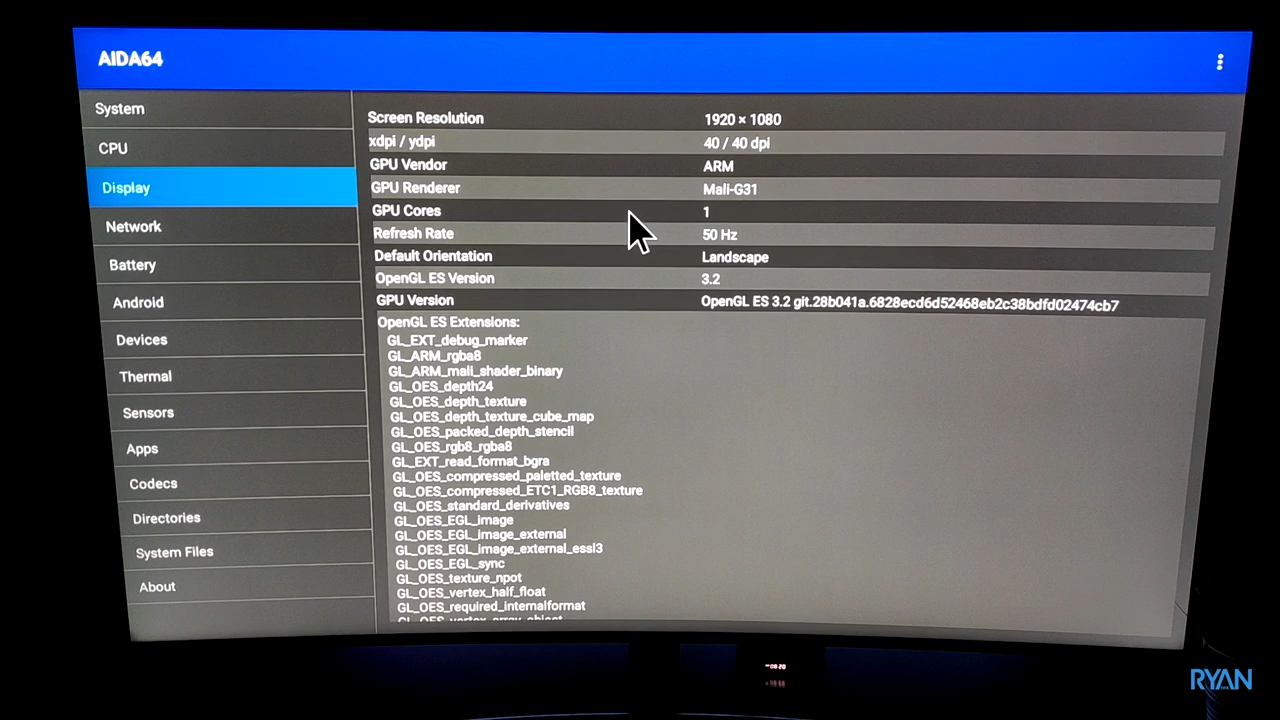 AIDA64
System
CPU
Display
Network
Battery
Android
Devices
Thermal
Sensors
Apps
Codecs
Directories
System Files
About
Screen Resolution 1920 × 1080
xdpi / ydpi 40 / 40 dpi
GPU Vendor ARM
GPU Renderer Mali-G31
GPU Cores 1
Refresh Rate 50 Hz
Default Orientation Landscape
OpenGL ES Version 3.2
GPU Version OpenGL ES 3.2 git.28b041a.6828ecd6d52468eb2c38bdfd02474cb7
OpenGL ES Extensions:
GL_EXT_debug_marker
GL_ARM_rgba8
GL_ARM_mali_shader_binary
GL_OES_depth24
GL_OES_depth_texture
GL_OES_depth_texture_cube_map
GL_OES_packed_depth_stencil
GL_OES_rgb8_rgba8
GL_EXT_read_format_bgra
GL_OES_compressed_paletted_texture
GL_OES_compressed_ETC1_RGB8_texture
GL_OES_standard_derivatives
GL_OES_EGL_image
GL_OES_EGL_image_external
GL_OES_EGL_image_external_essl3
GL_OES_EGL_sync
GL_OES_texture_npot
GL_OES_vertex_half_float
GL_OES_required_internalformat
GL_OES_vertex_array_object
RYAN